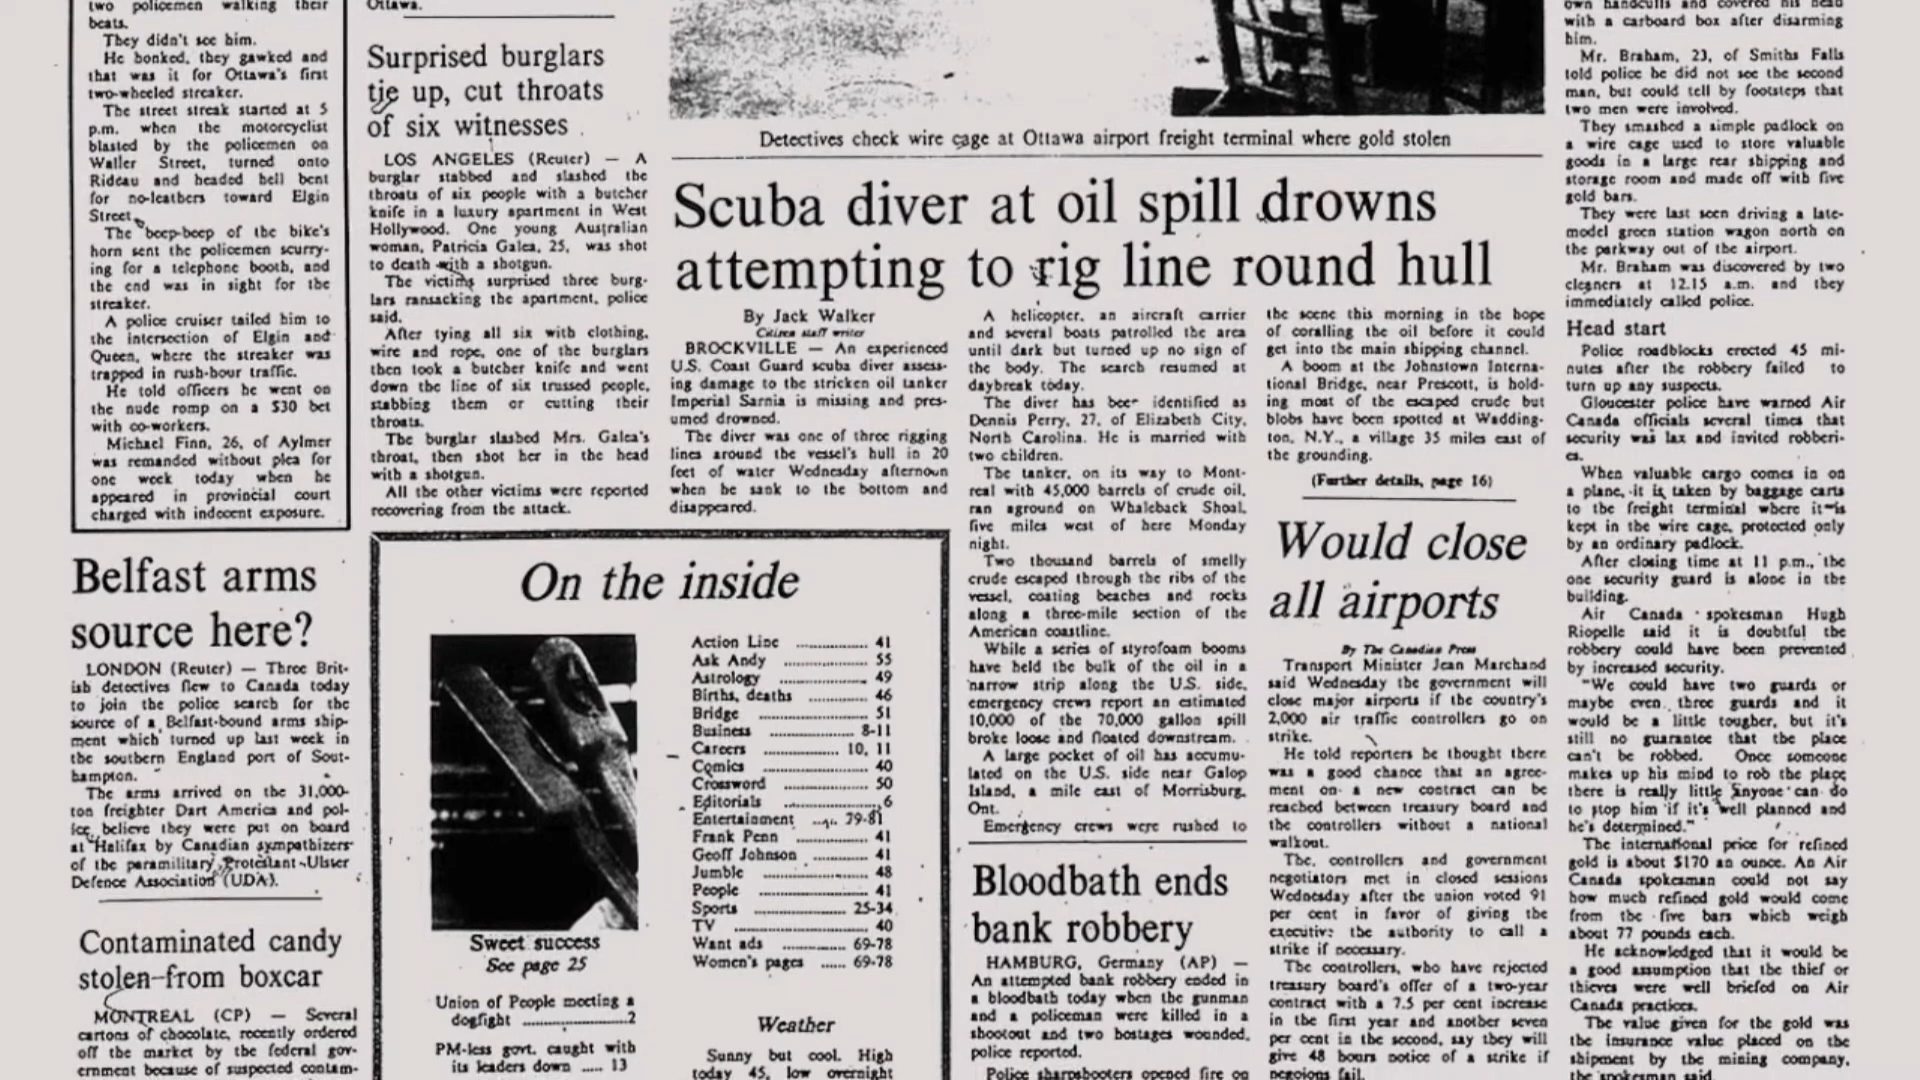 two policemen walking their
beats.
They didn't see him.
He honked, they gawked and
that was it for Ottawa's first
two-wheeled streaker.
The street streak started at 5
p.m. when the motorcyclist
blasted by the policemen on
Waller Street, turned onto
Rideau and headed hell bent
for no-leathers toward Elgin
Street.
The beep-beep of the bike's
horn sent the policemen scurry-
ing for a telephone booth, and
the end was in sight for the
streaker.
A police cruiser tailed him to
the intersection of Elgin and
Queen, where the streaker was
trapped in rush-hour traffic.
He told officers he went on
the nude romp on a $30 bet
with co-workers.
Michael Finn, 26, of Aylmer
was remanded without plea for
one week today when he
appeared in provincial court
charged with indecent exposure.
Belfast arms
source here?
LONDON (Reuter) — Three Brit-
ish detectives flew to Canada today
to join the police search for the
source of a Belfast-bound arms ship-
ment which turned up last week in
the southern England port of Sout-
hampton.
The arms arrived on the 31,000-
ton freighter Dart America and pol-
ice believe they were put on board
at Halifax by Canadian sympathizers
of the paramilitary Protestant Ulster
Defence Association (UDA).
Contaminated candy
stolen from boxcar
MONTREAL (CP) — Several
cartons of chocolate, recently ordered
off the market by the federal gov-
ernment because of suspected contam-
Ottawa.
Surprised burglars
tie up, cut throats
of six witnesses
LOS ANGELES (Reuter) — A
burglar stabbed and slashed the
throats of six people with a butcher
knife in a luxury apartment in West
Hollywood. One young Australian
woman, Patricia Galea, 25, was shot
to death with a shotgun.
The victims surprised three burg-
lars ransacking the apartment, police
said.
After tying all six with clothing,
wire and rope, one of the burglars
then took a butcher knife and went
down the line of six trussed people,
stabbing them or cutting their
throats.
The burglar slashed Mrs. Galea's
throat, then shot her in the head
with a shotgun.
All the other victims were reported
recovering from the attack.
On the inside
Sweet success
See page 25
Union of People meeting a
dogfight ........ 2
PM-less govt. caught with
its leaders down ..... 13
Action Line ........ 41
Ask Andy ........ 55
Astrology ........ 49
Births, deaths ........ 46
Bridge ........ 51
Business ........ 8-11
Careers ........ 10, 11
Comics ........ 40
Crossword ........ 50
Editorials ........ 6
Entertainment ........ 79-81
Frank Penn ........ 41
Geoff Johnson ........ 41
Jumble ........ 48
People ........ 41
Sports ........ 25-34
TV ........ 40
Want ads ........ 69-78
Women's pages ...... 69-78
Weather
Sunny but cool. High
today 45, low overnight
Detectives check wire cage at Ottawa airport freight terminal where gold stolen
Scuba diver at oil spill drowns
attempting to rig line round hull
By Jack Walker
Citizen staff writer
BROCKVILLE — An experienced
U.S. Coast Guard scuba diver assess-
ing damage to the stricken oil tanker
Imperial Sarnia is missing and pres-
umed drowned.
The diver was one of three rigging
lines around the vessel's hull in 20
feet of water Wednesday afternoon
when he sank to the bottom and
disappeared.
A helicopter, an aircraft carrier
and several boats patrolled the area
until dark but turned up no sign of
the body. The search resumed at
daybreak today.
The diver has been identified as
Dennis Perry, 27, of Elizabeth City,
North Carolina. He is married with
two children.
The tanker, on its way to Mont-
real with 45,000 barrels of crude oil,
ran aground on Whaleback Shoal,
five miles west of here Monday
night.
Two thousand barrels of smelly
crude escaped through the ribs of the
vessel, coating beaches and rocks
along a three-mile section of the
American coastline.
While a series of styrofoam booms
have held the bulk of the oil in a
narrow strip along the U.S. side,
emergency crews report an estimated
10,000 of the 70,000 gallon spill
broke loose and floated downstream.
A large pocket of oil has accumu-
lated on the U.S. side near Galop
Island, a mile east of Morrisburg,
Ont.
Emergency crews were rushed to
the scene this morning in the hope
of coralling the oil before it could
get into the main shipping channel.
A boom at the Johnstown Interna-
tional Bridge, near Prescott, is hold-
ing most of the escaped crude but
blobs have been spotted at Wadding-
ton, N.Y., a village 35 miles east of
the grounding.
(Further details, page 16)
Bloodbath ends
bank robbery
HAMBURG, Germany (AP) —
An attempted bank robbery ended in
a bloodbath today when the gunman
and a policeman were killed in a
shootout and two hostages wounded,
police reported.
Police sharpshooters opened fire on
Would close
all airports
By The Canadian Press
Transport Minister Jean Marchand
said Wednesday the government will
close major airports if the country's
2,000 air traffic controllers go on
strike.
He told reporters he thought there
was a good chance that an agree-
ment on a new contract can be
reached between treasury board and
the controllers without a national
walkout.
The controllers and government
negotiators met in closed sessions
Wednesday after the union voted 91
per cent in favor of giving the
executive the authority to call a
strike if necessary.
The controllers, who have rejected
treasury board's offer of a two-year
contract with a 7.5 per cent increase
in the first year and another seven
per cent in the second, say they will
give 48 hours notice of a strike if
own handcuffs and covered his head
with a carboard box after disarming
him.
Mr. Braham, 23, of Smiths Falls
told police he did not see the second
man, but could tell by footsteps that
two men were involved.
They smashed a simple padlock on
a wire cage used to store valuable
goods in a large rear shipping and
storage room and made off with five
gold bars.
They were last seen driving a late-
model green station wagon north on
the parkway out of the airport.
Mr. Braham was discovered by two
cleaners at 12.15 a.m. and they
immediately called police.
Head start
Police roadblocks erected 45 mi-
nutes after the robbery failed to
turn up any suspects.
Gloucester police have warned Air
Canada officials several times that
security was lax and invited robberi-
es.
When valuable cargo comes in on
a plane, it is taken by baggage carts
to the freight terminal where it is
kept in the wire cage, protected only
by an ordinary padlock.
After closing time at 11 p.m., the
one security guard is alone in the
building.
Air Canada spokesman Hugh
Riopelle said it is doubtful the
robbery could have been prevented
by increased security.
"We could have two guards or
maybe even three guards and it
would be a little tougher, but it's
still no guarantee that the place
can't be robbed. Once someone
makes up his mind to rob the place
there is really little anyone can do
to stop him if it's well planned and
he's determined."
The international price for refined
gold is about $170 an ounce. An Air
Canada spokesman could not say
how much refined gold would come
from the five bars which weigh
about 77 pounds each.
He acknowledged that it would be
a good assumption that the thief or
thieves were well briefed on Air
Canada practices.
The value given for the gold was
the insurance value placed on the
shipment by the mining company,
the spokesman said.